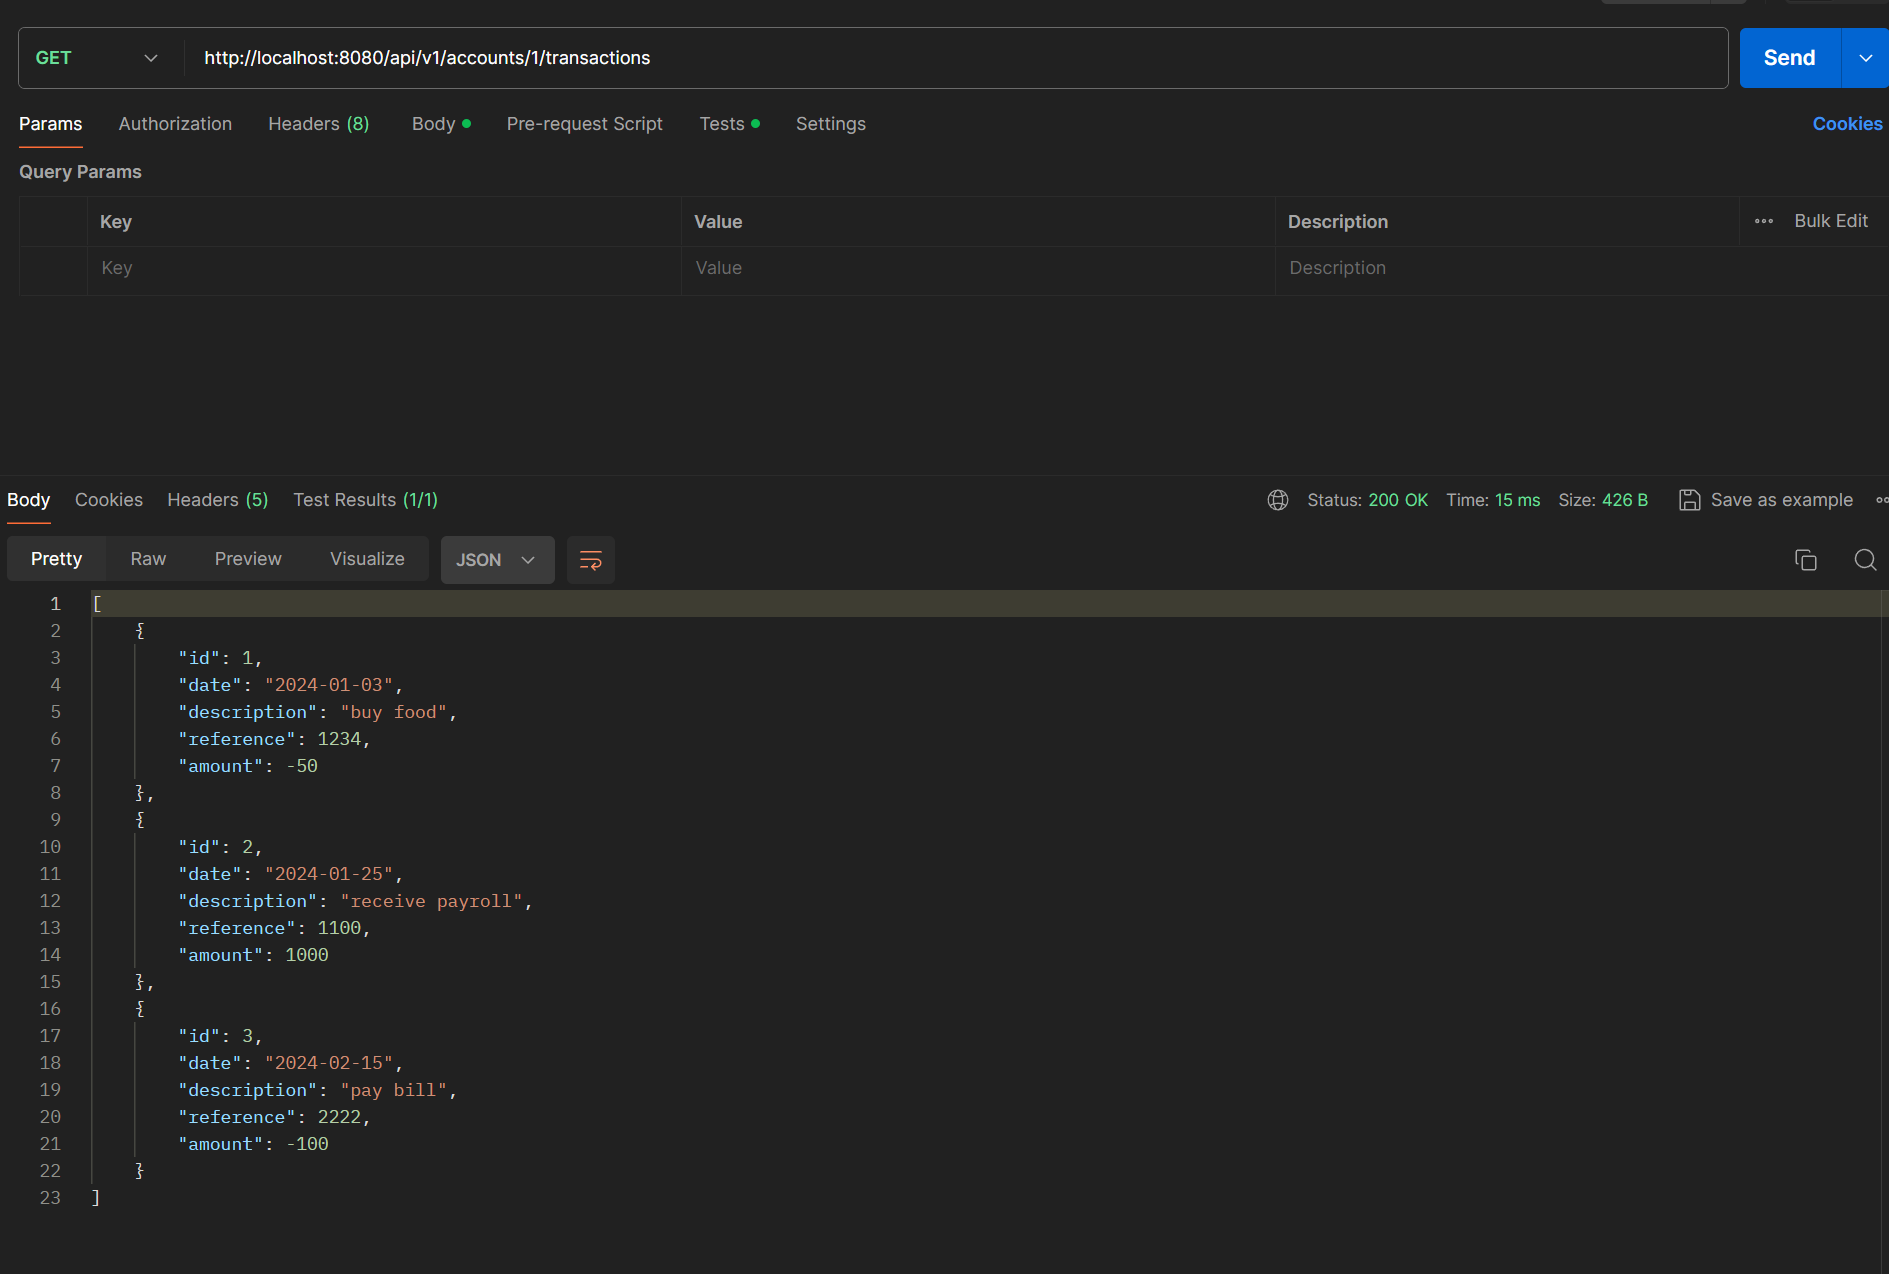 GET http://localhost:8080/api/v1/accounts/1/transactions Send
Params Authorization Headers (8) Body Pre-request Script Tests Settings Cookies
Query Params
Key Value Description Bulk Edit
Key Value Description
Body Cookies Headers (5) Test Results (1/1) Status: 200 OK Time: 15 ms Size: 426 B Save as example
Pretty Raw Preview Visualize JSON
1 [
2 {
3 "id": 1,
4 "date": "2024-01-03",
5 "description": "buy food",
6 "reference": 1234,
7 "amount": -50
8 },
9 {
10 "id": 2,
11 "date": "2024-01-25",
12 "description": "receive payroll",
13 "reference": 1100,
14 "amount": 1000
15 },
16 {
17 "id": 3,
18 "date": "2024-02-15",
19 "description": "pay bill",
20 "reference": 2222,
21 "amount": -100
22 }
23 ]